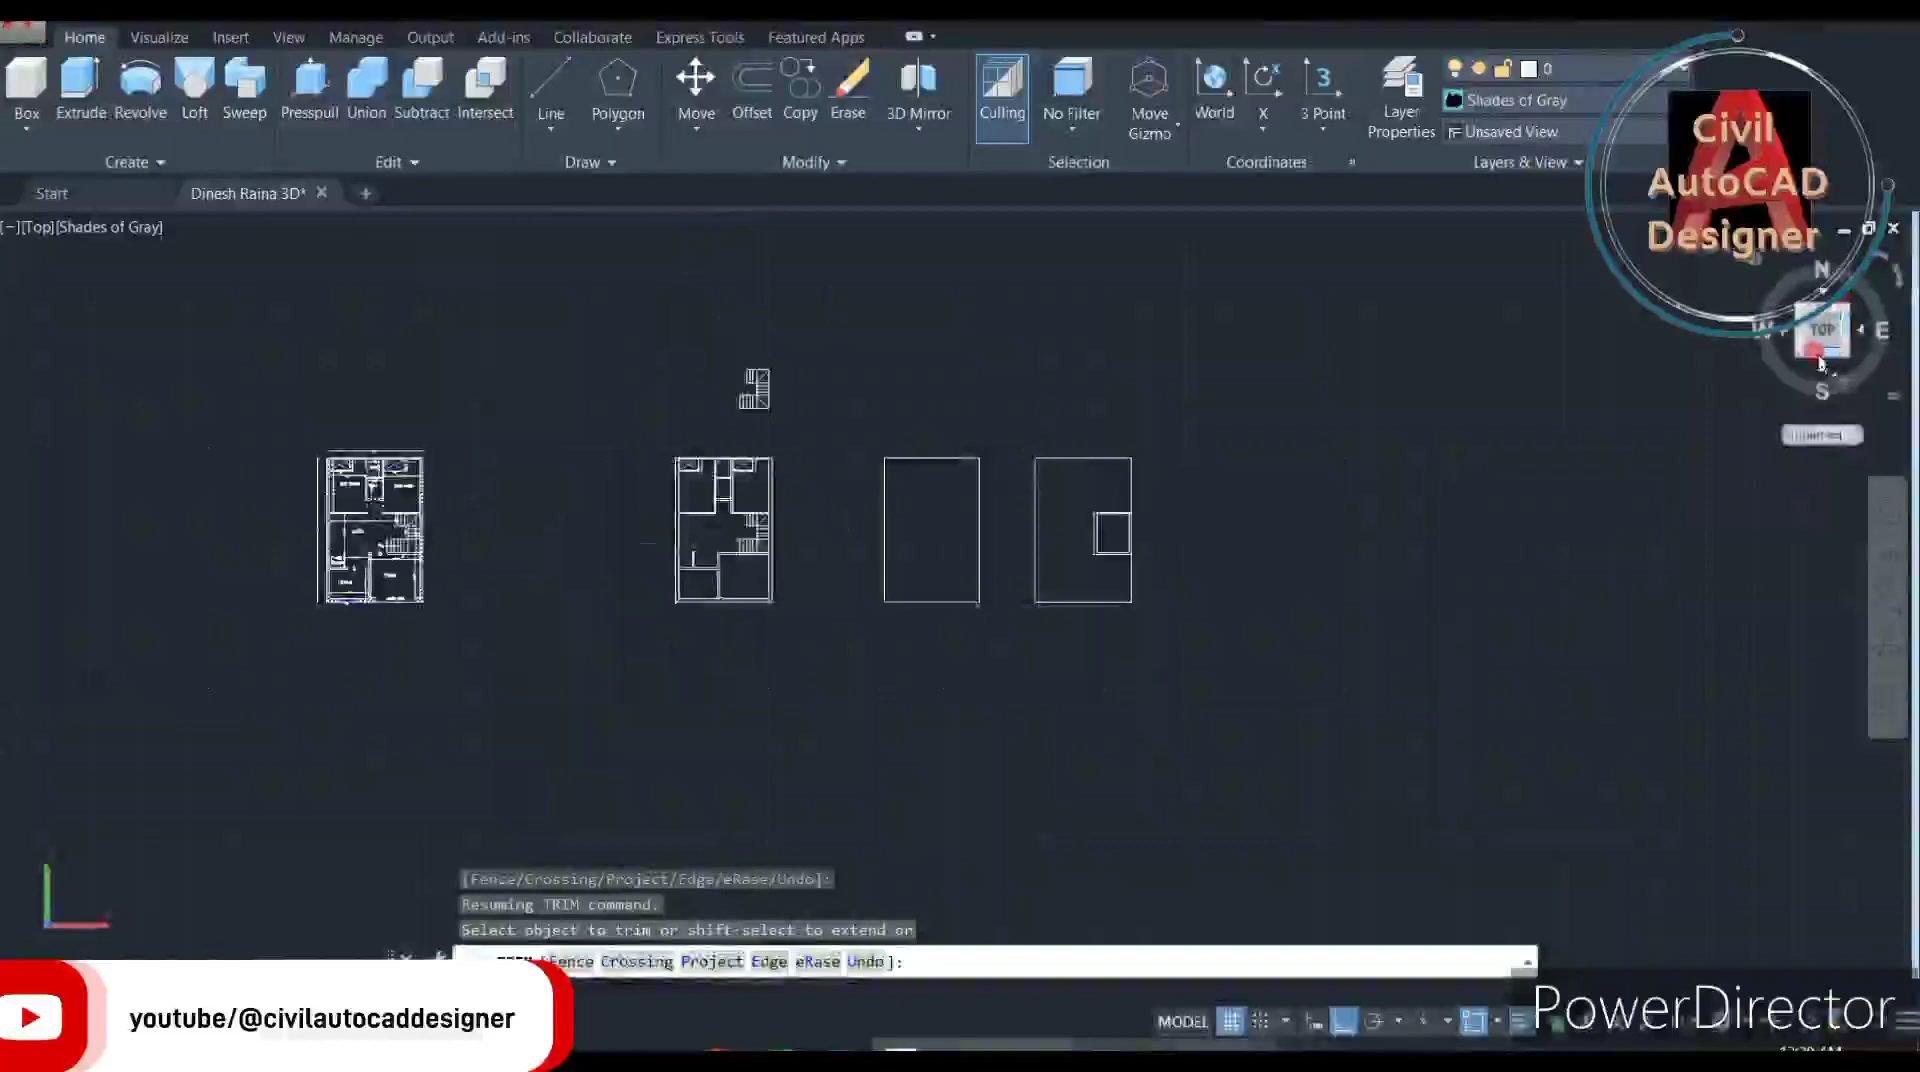 Home Visualize Insert View Manage Output Add-ins Collaborate Express Tools Featured Apps
Box Extrude Revolve Loft Sweep Presspull Union Subtract Intersect Line Polygon Move Offset Copy Erase 3D Mirror Culling No Filter Move Gizmo World X 3 Point Layer Properties
0
Shades of Gray
Unsaved View
Create Edit Draw Modify Selection Coordinates Layers & View
Civil
AutoCAD
Designer
Start Dinesh Raina 3D*
[−][Top][Shades of Gray]
N
TOP
E
S
[Fence/Crossing/Project/Edge/eRase/Undo]:
Resuming TRIM command.
Select object to trim or shift-select to extend or
Fence Crossing Project Edge eRase Undo]:
youtube/@civilautocaddesigner
PowerDirector
MODEL